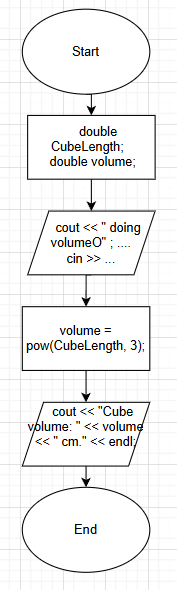 Start
double
CubeLength;
double volume;
cout << " doing
volumeO" ; ....
cin >> ...
volume =
pow(CubeLength, 3);
cout << "Cube
volume: " << volume
<< " cm." << endl;
End